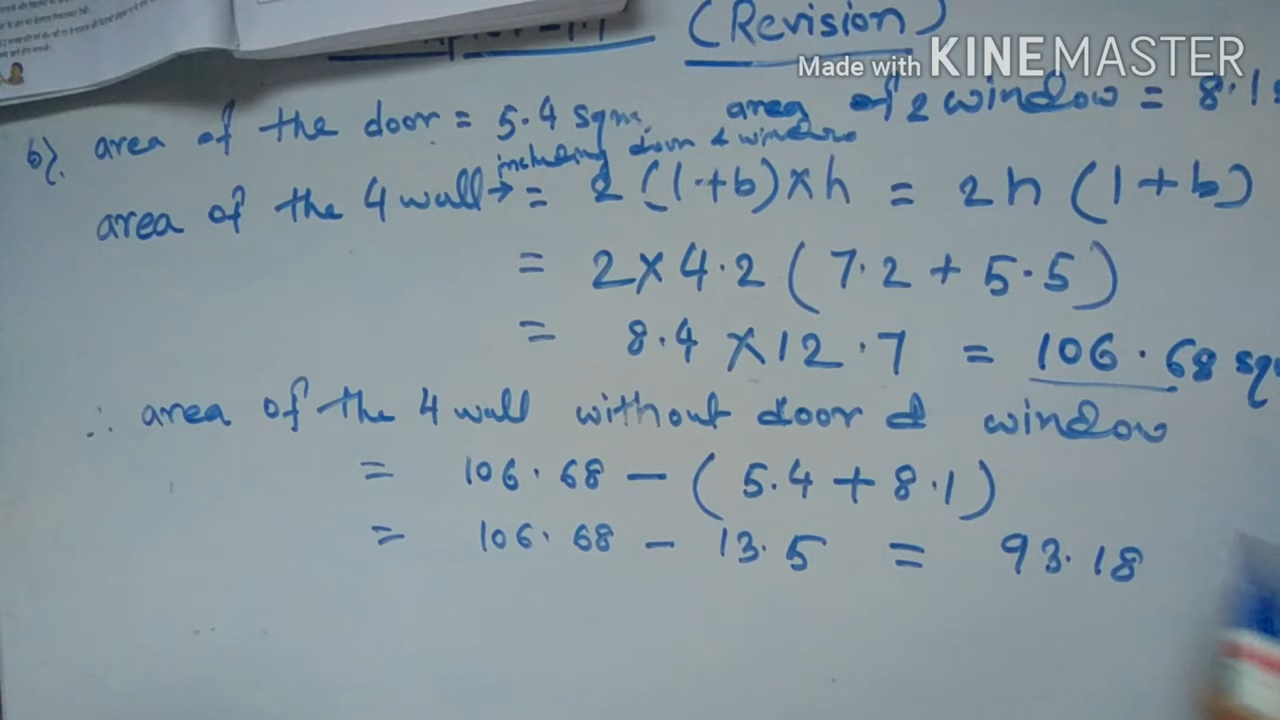 (Revision)
Made with KINEMASTER
b}. area of the door = 5.4 sqm. area of 2 window = 8.1
including door & window
area of the 4 wall → = 2 (l+b)×h = 2h (l+b)
= 2×4.2 (7.2 + 5.5)
= 8.4 ×12.7 = 106.68 sq
∴ area of the 4 wall without door & window
= 106.68 − (5.4 + 8.1)
= 106.68 − 13.5 = 93.18